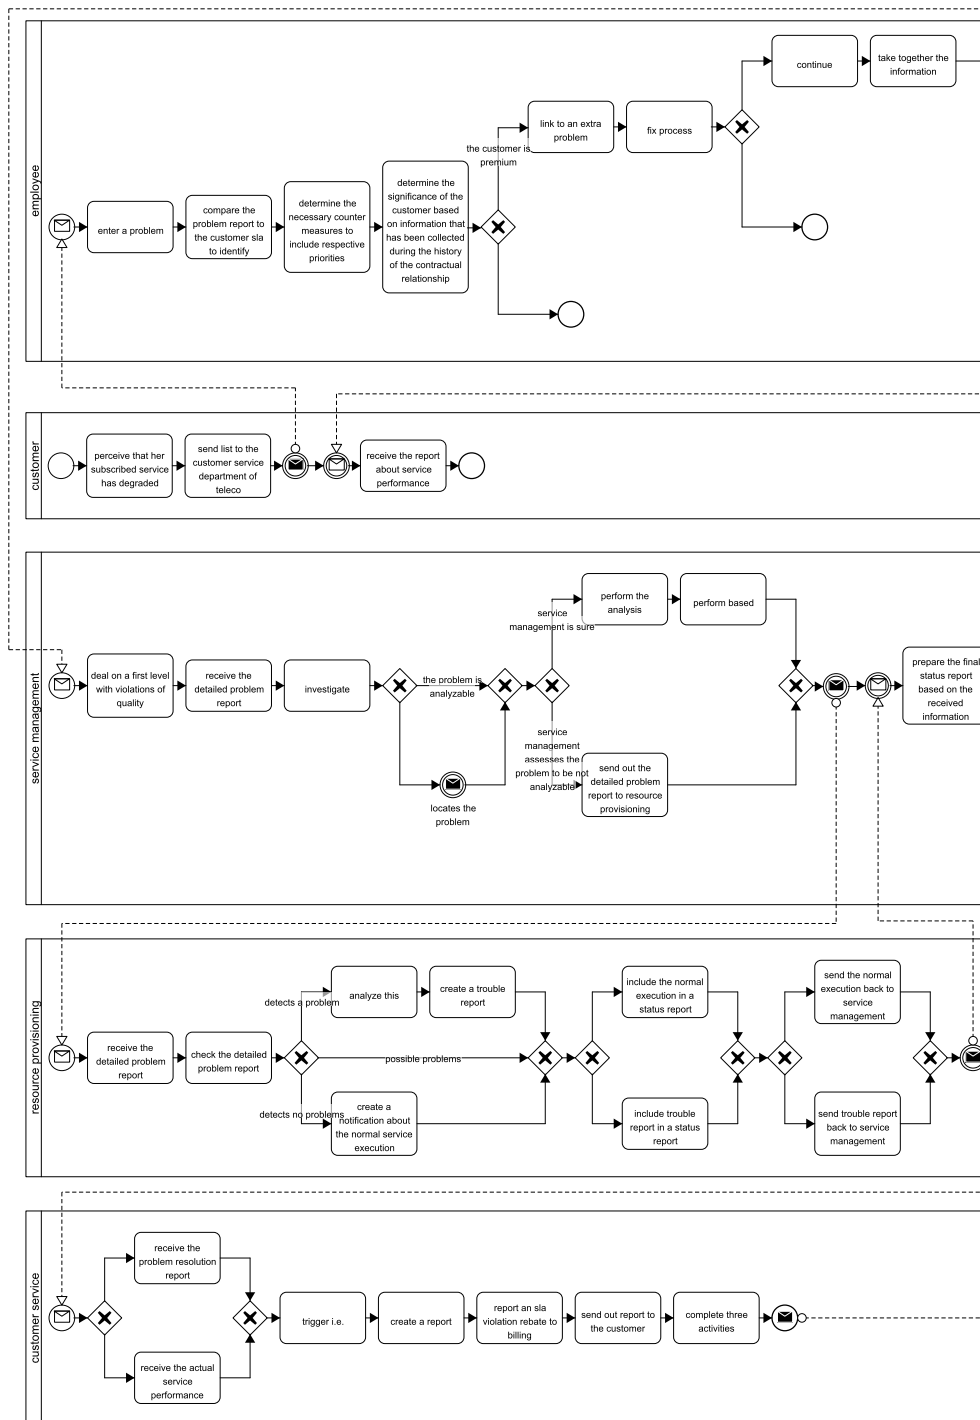 employee
enter a problem
compare the
problem report to
the customer sla
to identify
determine the
necessary counter
measures to
include respective
priorities
determine the
significance of the
customer based
on information that
has been collected
during the history
of the contractual
relationship
the customer is
premium
link to an extra
problem
fix process
continue
take together the
information
customer
perceive that her
subscribed service
has degraded
send list to the
customer service
department of
teleco
receive the report
about service
performance
service management
deal on a first level
with violations of
quality
receive the
detailed problem
report
investigate
the problem is
analyzable
locates the
problem
service
management is sure
perform the
analysis
perform based
service
management
assesses the
problem to be not
analyzable
send out the
detailed problem
report to resource
provisioning
prepare the final
status report
based on the
received
information
resource provisioning
receive the
detailed problem
report
check the detailed
problem report
detects a problem
analyze this
create a trouble
report
possible problems
detects no problems
create a
notification about
the normal service
execution
include the normal
execution in a
status report
include trouble
report in a status
report
send the normal
execution back to
service
management
send trouble report
back to service
management
customer service
receive the
problem resolution
report
receive the actual
service
performance
trigger i.e.
create a report
report an sla
violation rebate to
billing
send out report to
the customer
complete three
activities